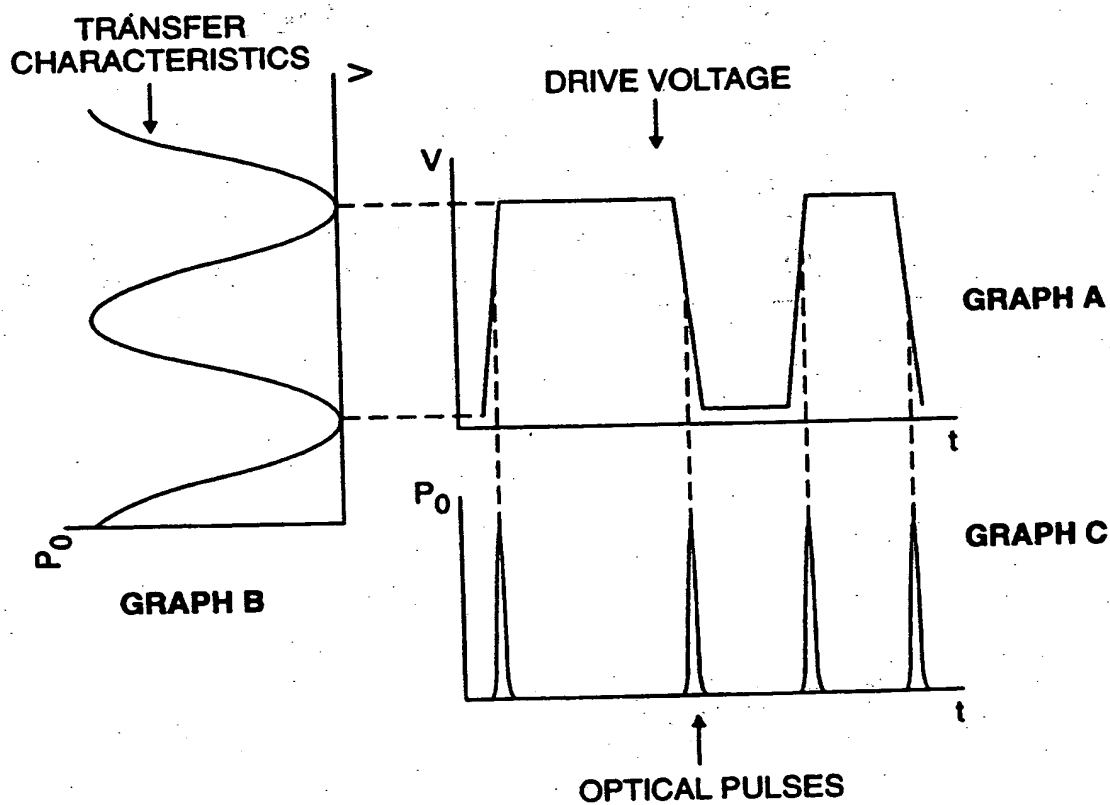 TRANSFER
CHARACTERISTICS
V
DRIVE VOLTAGE
V
GRAPH A
t
P0
P0
GRAPH C
GRAPH B
t
OPTICAL PULSES